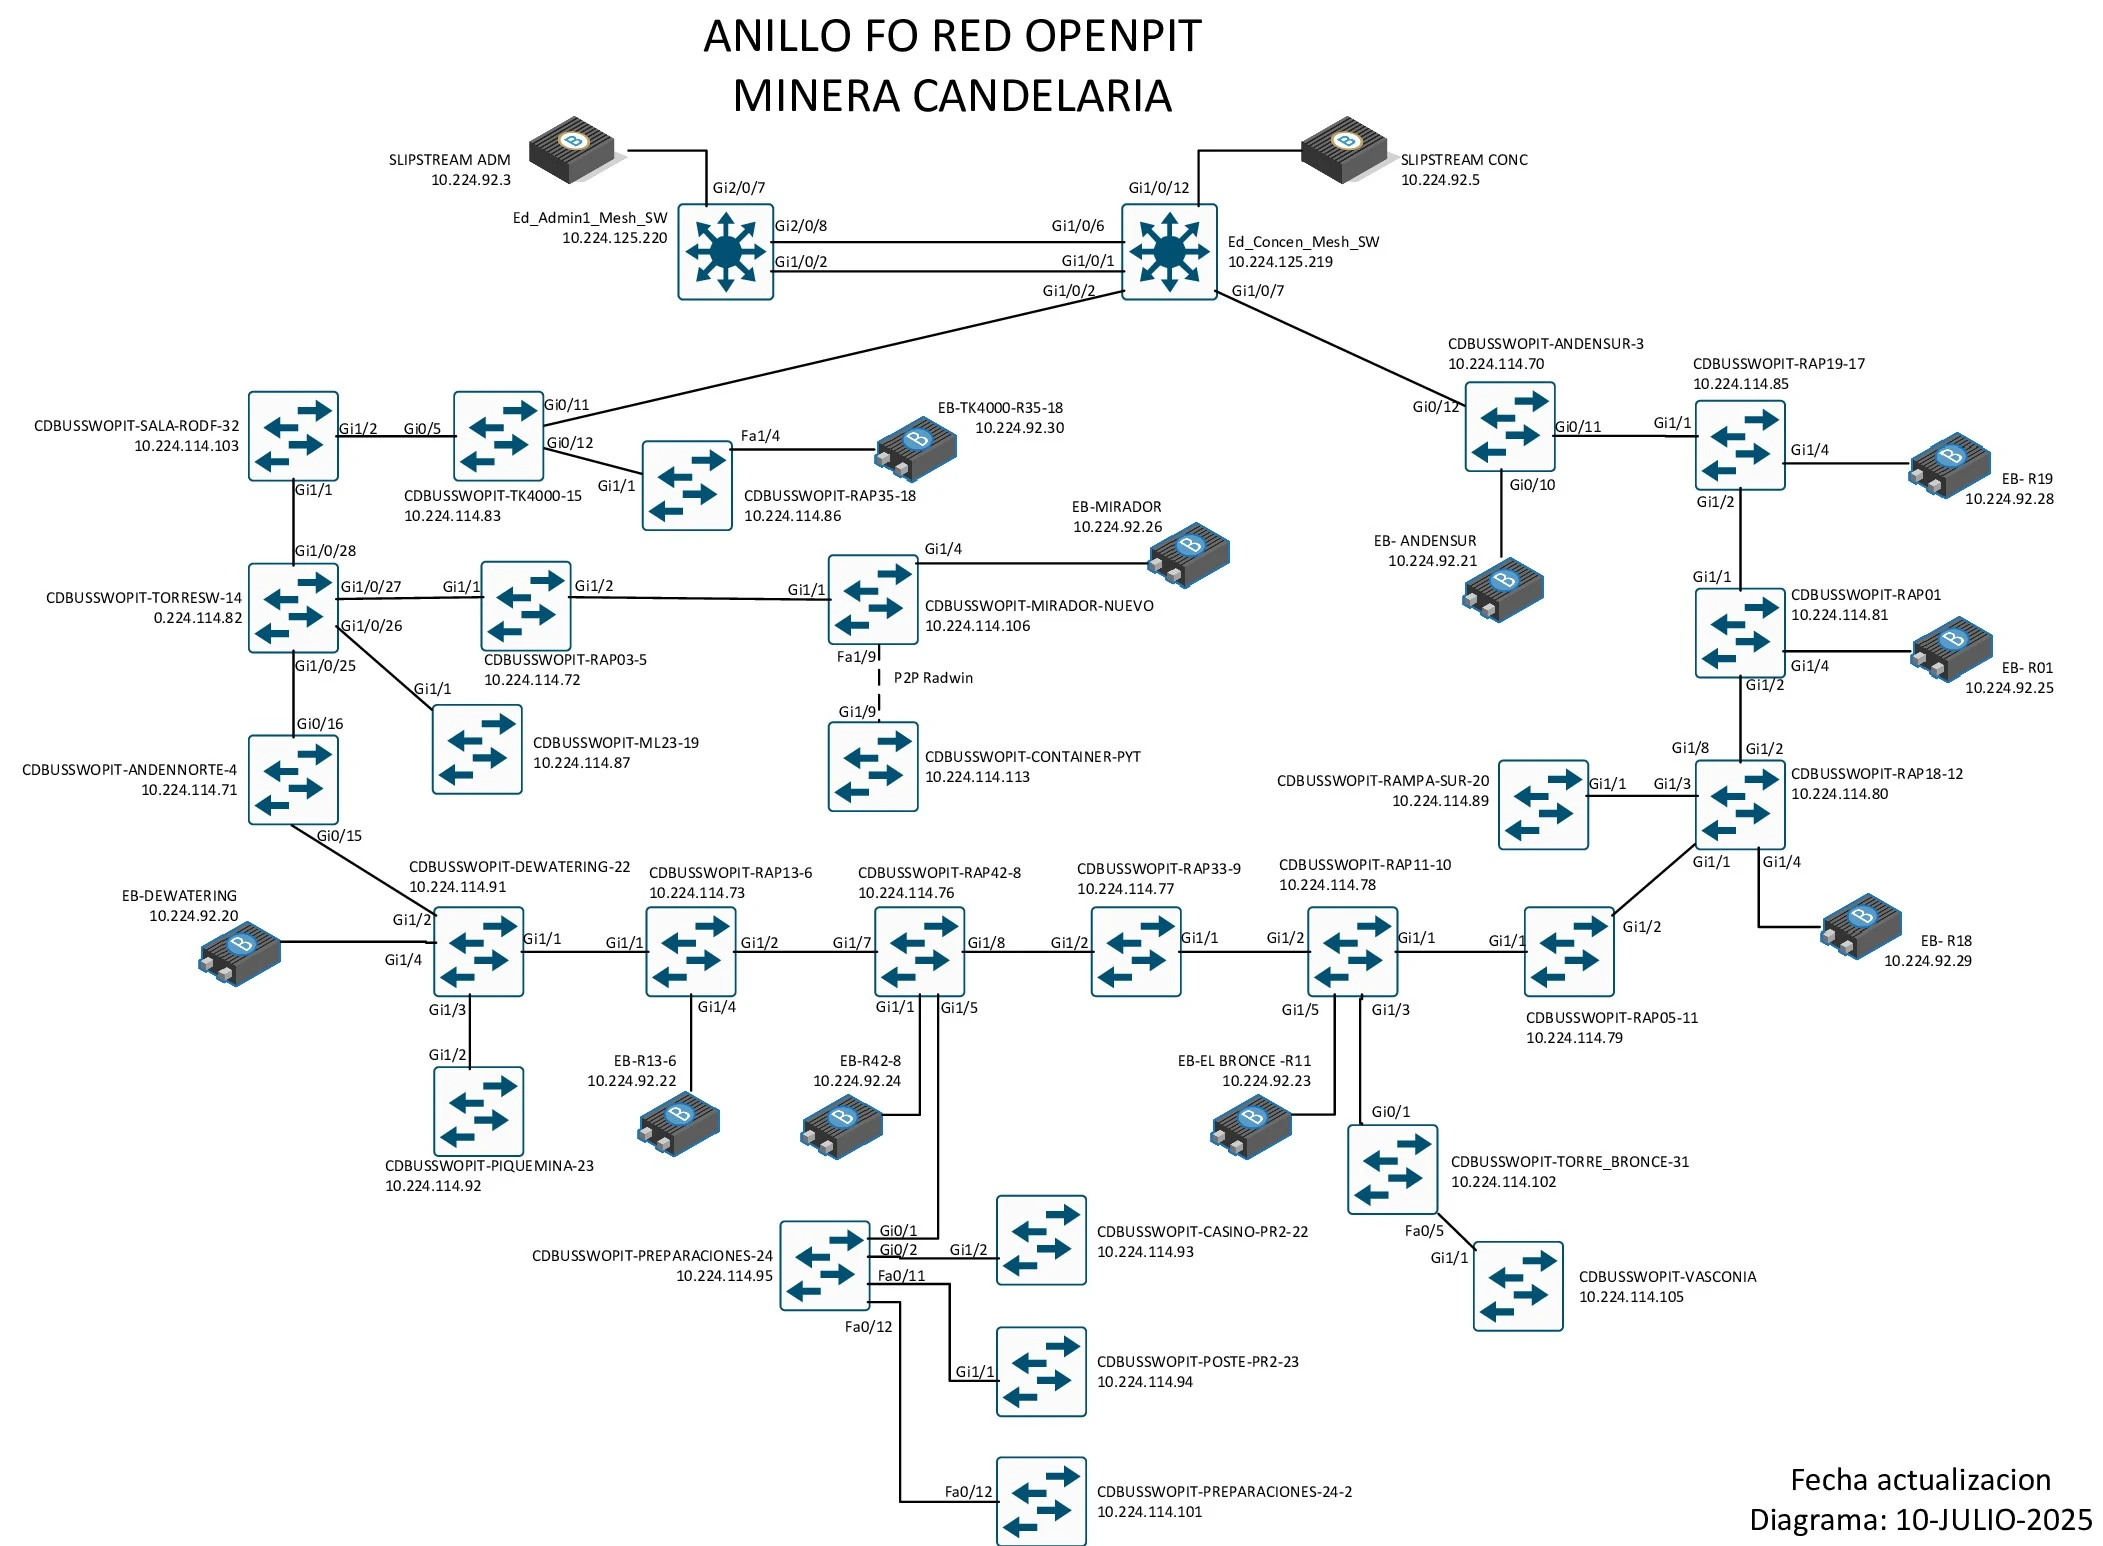 ANILLO FO RED OPENPIT
MINERA CANDELARIA
SLIPSTREAM ADM
10.224.92.3
SLIPSTREAM CONC
10.224.92.5
Gi2/0/7
Gi1/0/12
Ed_Admin1_Mesh_SW
10.224.125.220
Gi2/0/8
Gi1/0/6
Ed_Concen_Mesh_SW
10.224.125.219
Gi1/0/2
Gi1/0/1
Gi1/0/2
Gi1/0/7
CDBUSSWOPIT-ANDENSUR-3
10.224.114.70
CDBUSSWOPIT-RAP19-17
10.224.114.85
CDBUSSWOPIT-SALA-RODF-32
10.224.114.103
Gi1/2
Gi0/5
Gi0/11
Gi0/12
EB-TK4000-R35-18
10.224.92.30
Fa1/4
Gi1/1
Gi0/12
Gi0/11
Gi1/1
Gi1/4
EB- R19
10.224.92.28
Gi1/1
CDBUSSWOPIT-TK4000-15
10.224.114.83
CDBUSSWOPIT-RAP35-18
10.224.114.86
Gi0/10
Gi1/2
EB-MIRADOR
10.224.92.26
EB- ANDENSUR
10.224.92.21
Gi1/0/28
Gi1/4
CDBUSSWOPIT-TORRESW-14
0.224.114.82
Gi1/0/27
Gi1/1
Gi1/2
Gi1/1
Gi1/0/26
CDBUSSWOPIT-MIRADOR-NUEVO
10.224.114.106
Gi1/1
CDBUSSWOPIT-RAP01
10.224.114.81
Gi1/4
EB- R01
10.224.92.25
Gi1/0/25
CDBUSSWOPIT-RAP03-5
10.224.114.72
Fa1/9
P2P Radwin
Gi1/9
Gi1/2
Gi1/1
Gi0/16
CDBUSSWOPIT-ML23-19
10.224.114.87
CDBUSSWOPIT-CONTAINER-PYT
10.224.114.113
Gi1/8
Gi1/2
CDBUSSWOPIT-ANDENNORTE-4
10.224.114.71
CDBUSSWOPIT-RAMPA-SUR-20
10.224.114.89
Gi1/1
Gi1/3
CDBUSSWOPIT-RAP18-12
10.224.114.80
Gi0/15
Gi1/1
Gi1/4
CDBUSSWOPIT-DEWATERING-22
10.224.114.91
CDBUSSWOPIT-RAP13-6
10.224.114.73
CDBUSSWOPIT-RAP42-8
10.224.114.76
CDBUSSWOPIT-RAP33-9
10.224.114.77
CDBUSSWOPIT-RAP11-10
10.224.114.78
EB-DEWATERING
10.224.92.20
Gi1/2
Gi1/4
Gi1/1
Gi1/1
Gi1/2
Gi1/7
Gi1/8
Gi1/2
Gi1/1
Gi1/2
Gi1/1
Gi1/1
Gi1/2
EB- R18
10.224.92.29
Gi1/3
Gi1/4
Gi1/1
Gi1/5
Gi1/5
Gi1/3
CDBUSSWOPIT-RAP05-11
10.224.114.79
Gi1/2
EB-R13-6
10.224.92.22
EB-R42-8
10.224.92.24
EB-EL BRONCE -R11
10.224.92.23
Gi0/1
CDBUSSWOPIT-PIQUEMINA-23
10.224.114.92
CDBUSSWOPIT-TORRE_BRONCE-31
10.224.114.102
Fa0/5
Gi1/1
CDBUSSWOPIT-PREPARACIONES-24
10.224.114.95
Gi0/1
Gi0/2
Gi1/2
Fa0/11
Fa0/12
CDBUSSWOPIT-CASINO-PR2-22
10.224.114.93
CDBUSSWOPIT-VASCONIA
10.224.114.105
Gi1/1
CDBUSSWOPIT-POSTE-PR2-23
10.224.114.94
Fa0/12
CDBUSSWOPIT-PREPARACIONES-24-2
10.224.114.101
Fecha actualizacion
Diagrama: 10-JULIO-2025